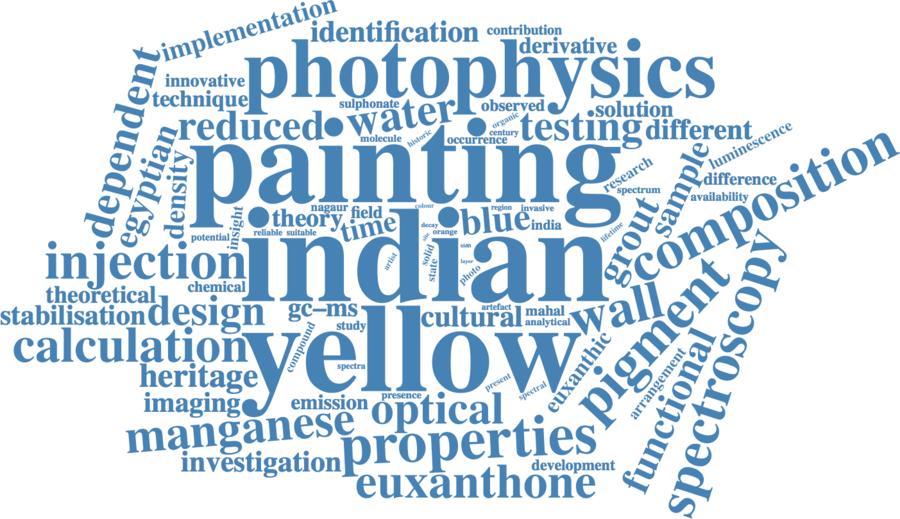 implementation
identification
contribution
derivative
photophysics
innovative
technique
dependent
sulphonate
water
observed
solution
reduced
molecule
historic
organic
century
occurrence
testing
different
luminescence
egyptian
density
painting
research
spectrum
sample
difference
availability
composition
insight
nagaur
theory
field
time
colour
decay
orange
blue
region
invasive
india
lifetime
grout
potential
reliable
suitable
indian
artist
site
solid
state
layer
photo
injection
chemical
theoretical
stabilisation
design
gc–ms
study
cultural
artefact
mahal
analytical
wall
pigment
spectroscopy
calculation
compound
yellow
spectra
heritage
imaging
emission
presence
present
spectral
euxanthic
arrangement
functional
optical
manganese
properties
investigation
development
euxanthone